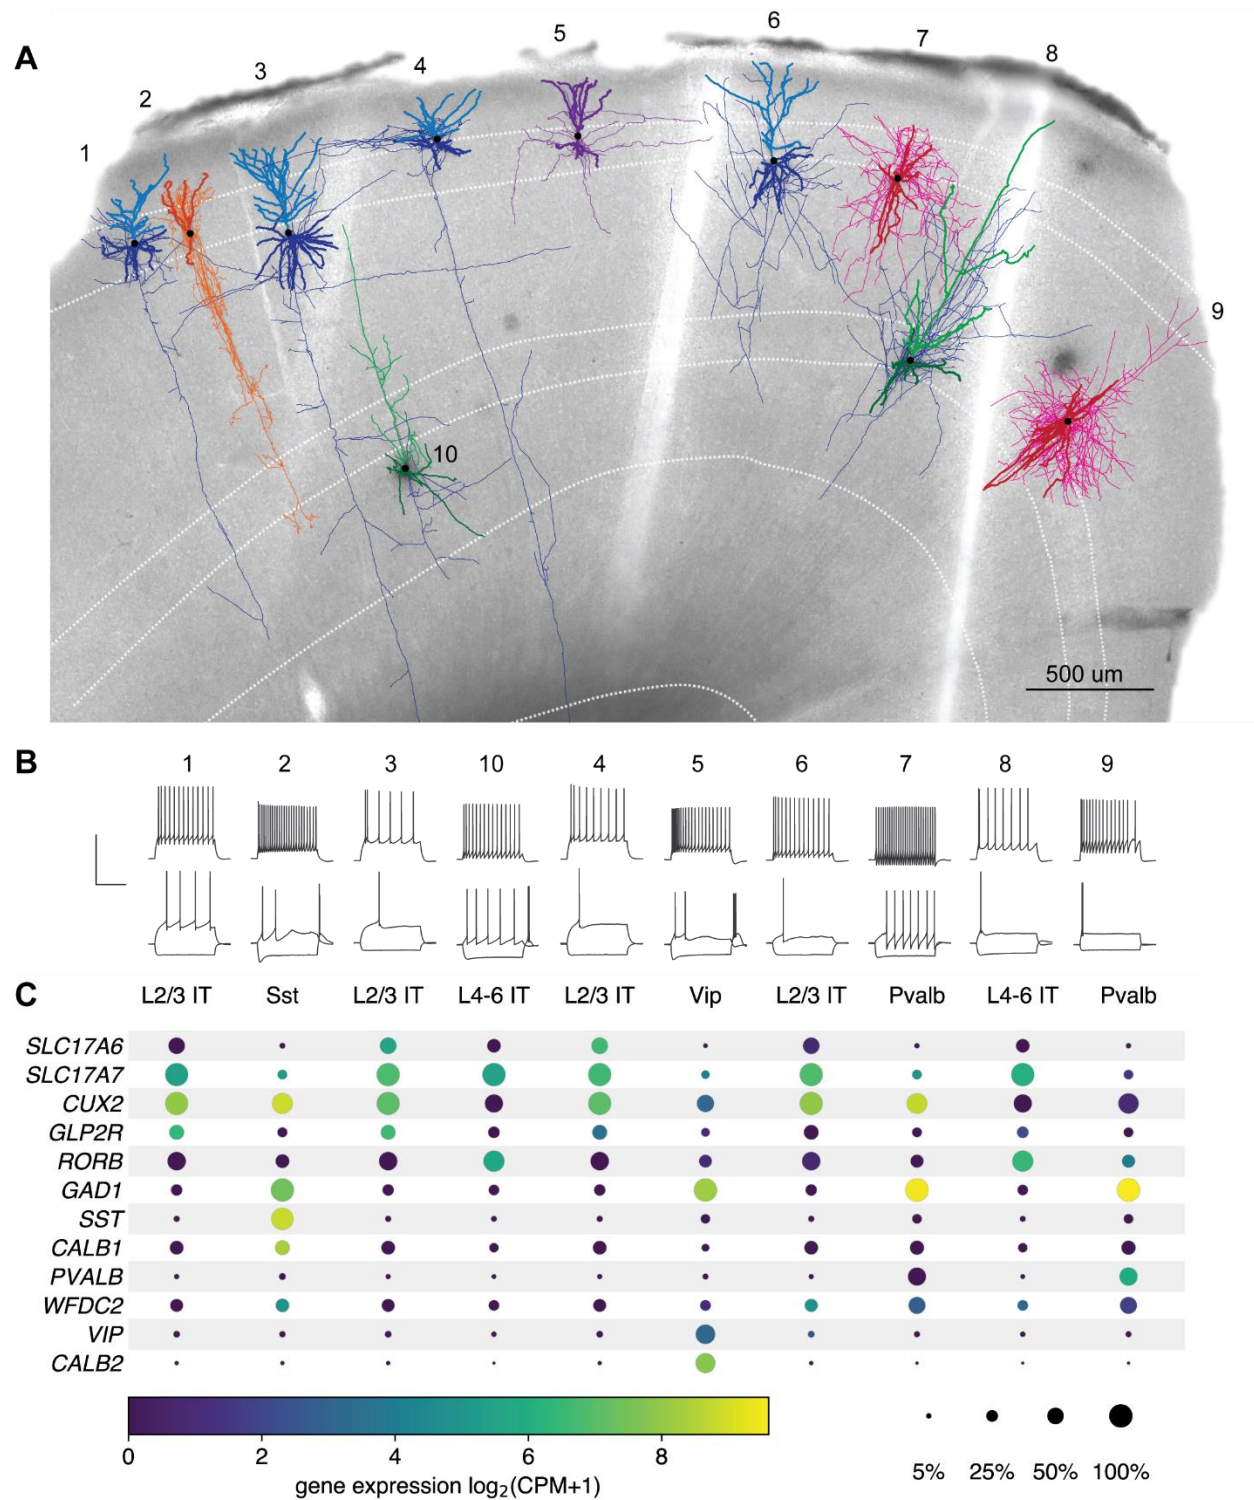 A
1
2
3
4
5
6
7
8
9
10
500 um
B
1 2 3 10 4 5 6 7 8 9
C
L2/3 IT Sst L2/3 IT L4-6 IT L2/3 IT Vip L2/3 IT Pvalb L4-6 IT Pvalb
SLC17A6
SLC17A7
CUX2
GLP2R
RORB
GAD1
SST
CALB1
PVALB
WFDC2
VIP
CALB2
0 2 4 6 8
gene expression log₂(CPM+1)
5% 25% 50% 100%